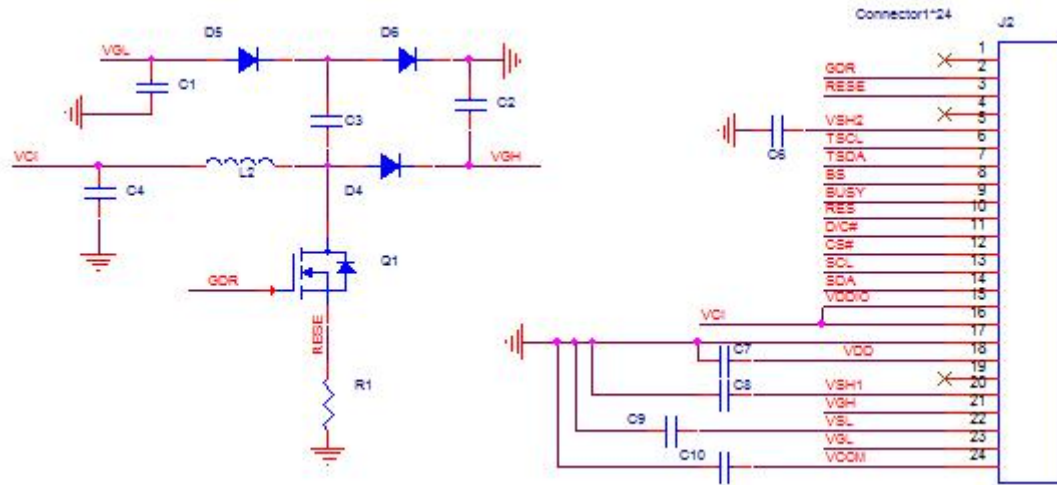 Connector1*24
J2
D5
D6
VGL
C1
C2
C3
VCI
L2
D4
VGH
C4
Q1
GDR
RESE
R1
1
2
GDR
3
RESE
4
5
VSH2
C6
6
TSCL
7
TSDA
8
BS
9
BUSY
10
RES
11
D/C#
12
CS#
13
SCL
14
SDA
15
VDDIO
16
VCI
17
18
C7
VDD
19
20
C8
VSH1
21
VGH
22
C9
VSL
23
VGL
24
C10
VCOM